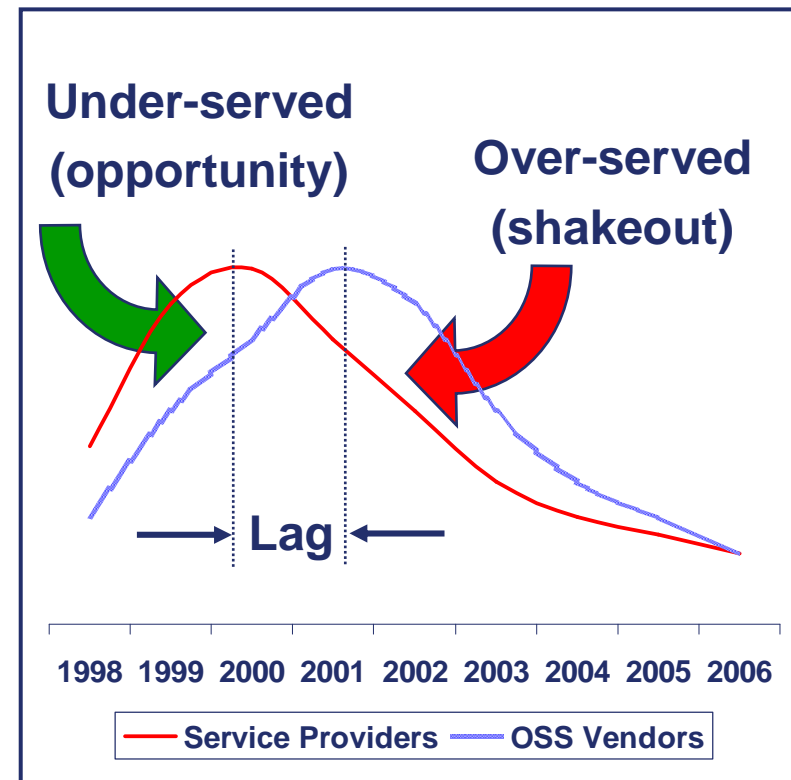 Under-served
(opportunity)
Over-served
(shakeout)
Lag
1998 1999 2000 2001 2002 2003 2004 2005 2006
Service Providers OSS Vendors